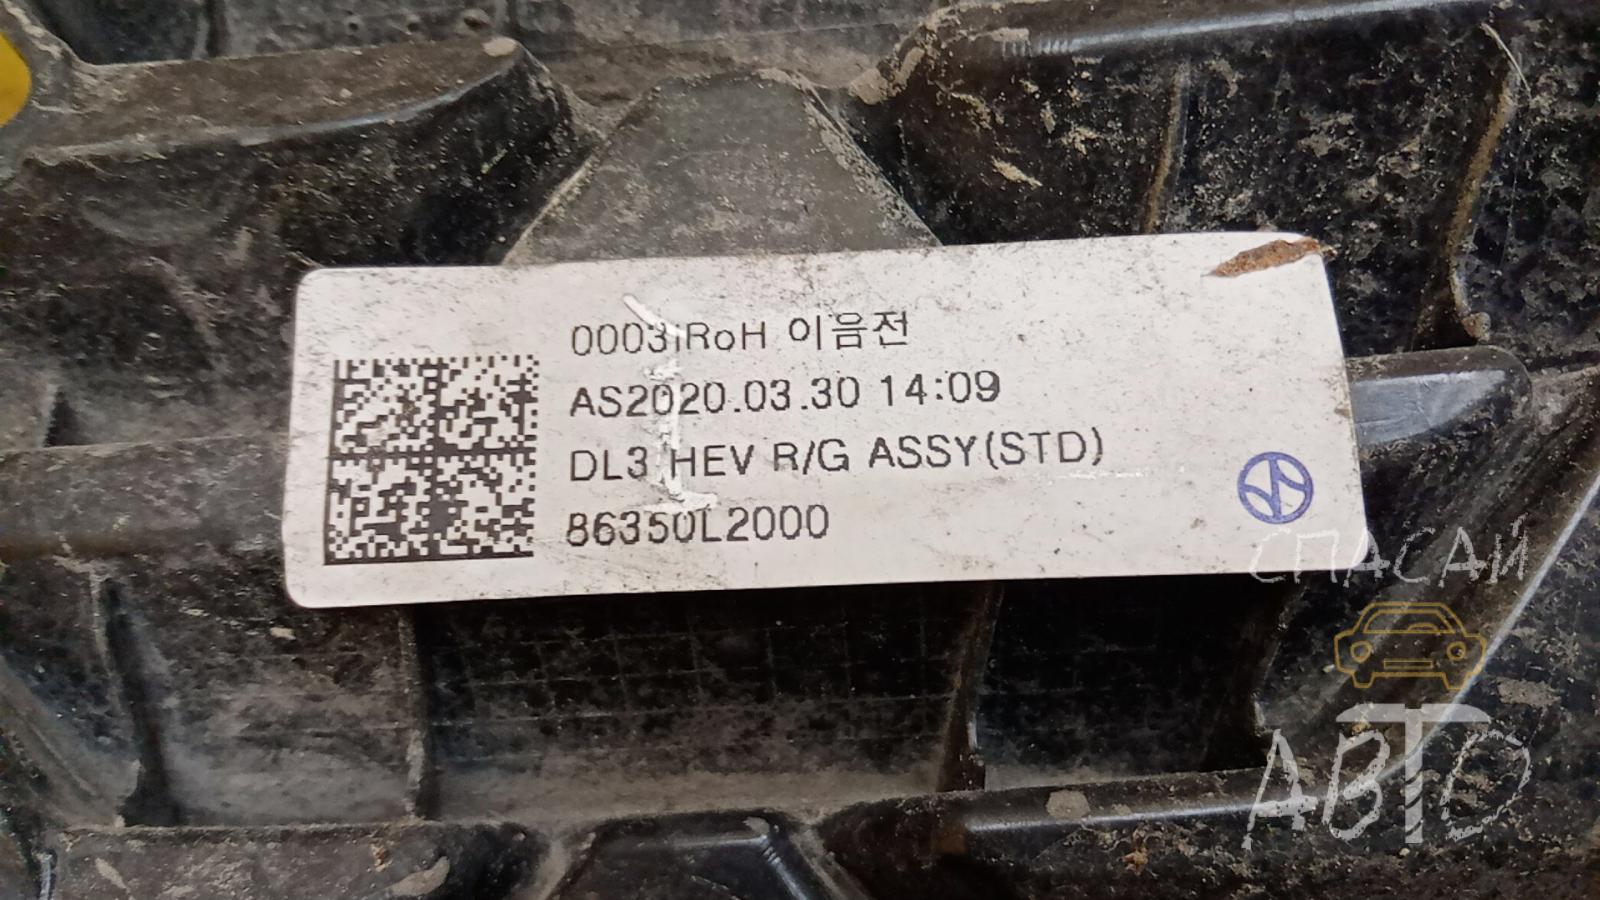 0003iRoH 이음전
AS2020.03.30 14:09
DL3 HEV R/G ASSY(STD)
86350L2000
СПАСАЙ
АВТО